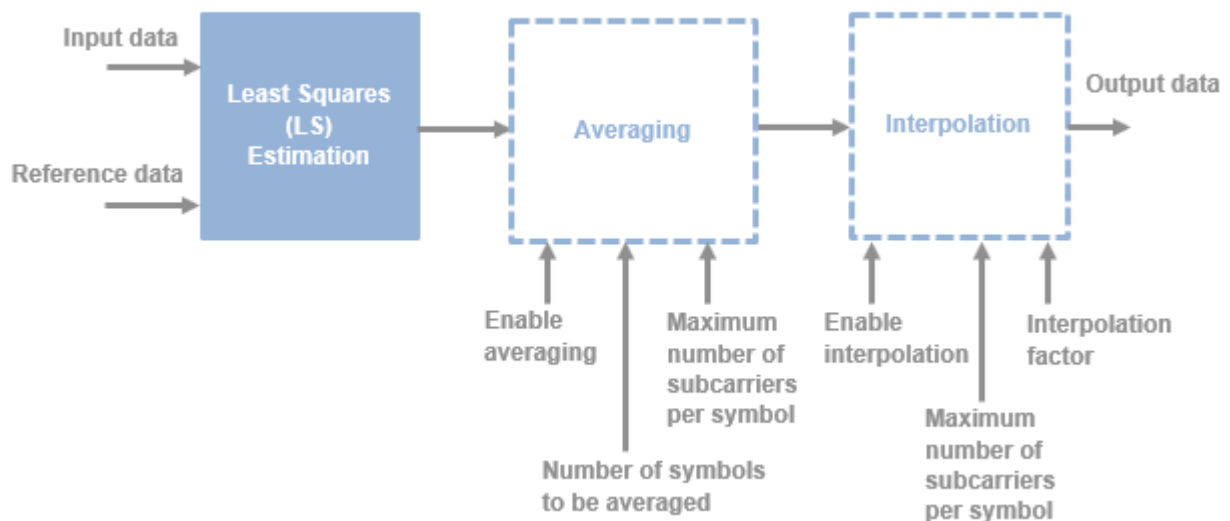 Input data
Reference data
Least Squares
(LS)
Estimation
Averaging
Interpolation
Output data
Enable
averaging
Number of symbols
to be averaged
Maximum
number of
subcarriers
per symbol
Enable
interpolation
Maximum
number of
subcarriers
per symbol
Interpolation
factor